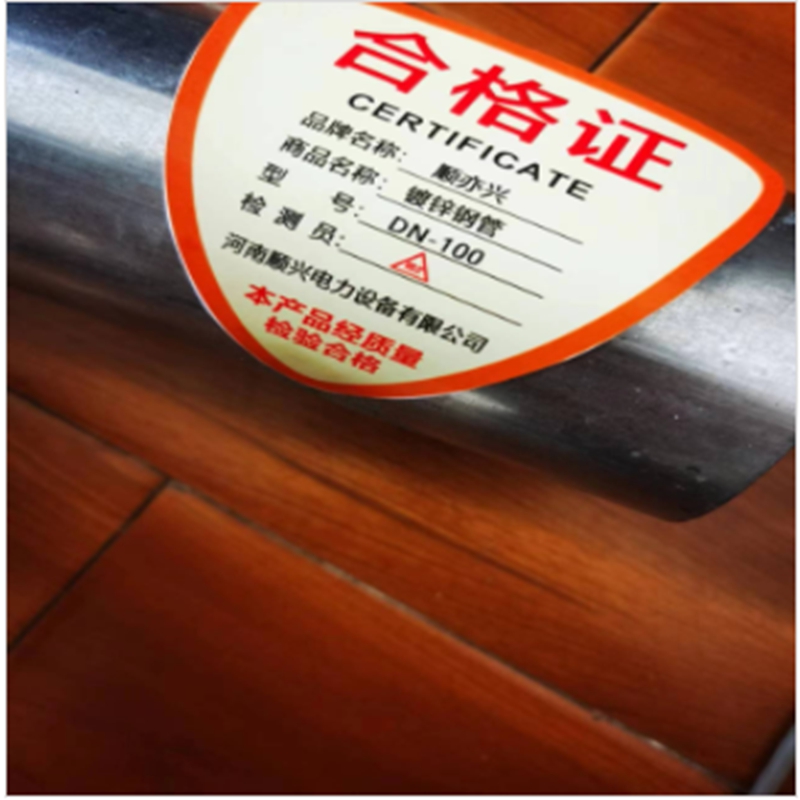 合格证
CERTIFICATE
品牌名称: 顺亦兴
商品名称: 镀锌钢管
型 号: DN-100
检 测 员:
河南顺兴电力设备有限公司
本产品经质量
检验合格